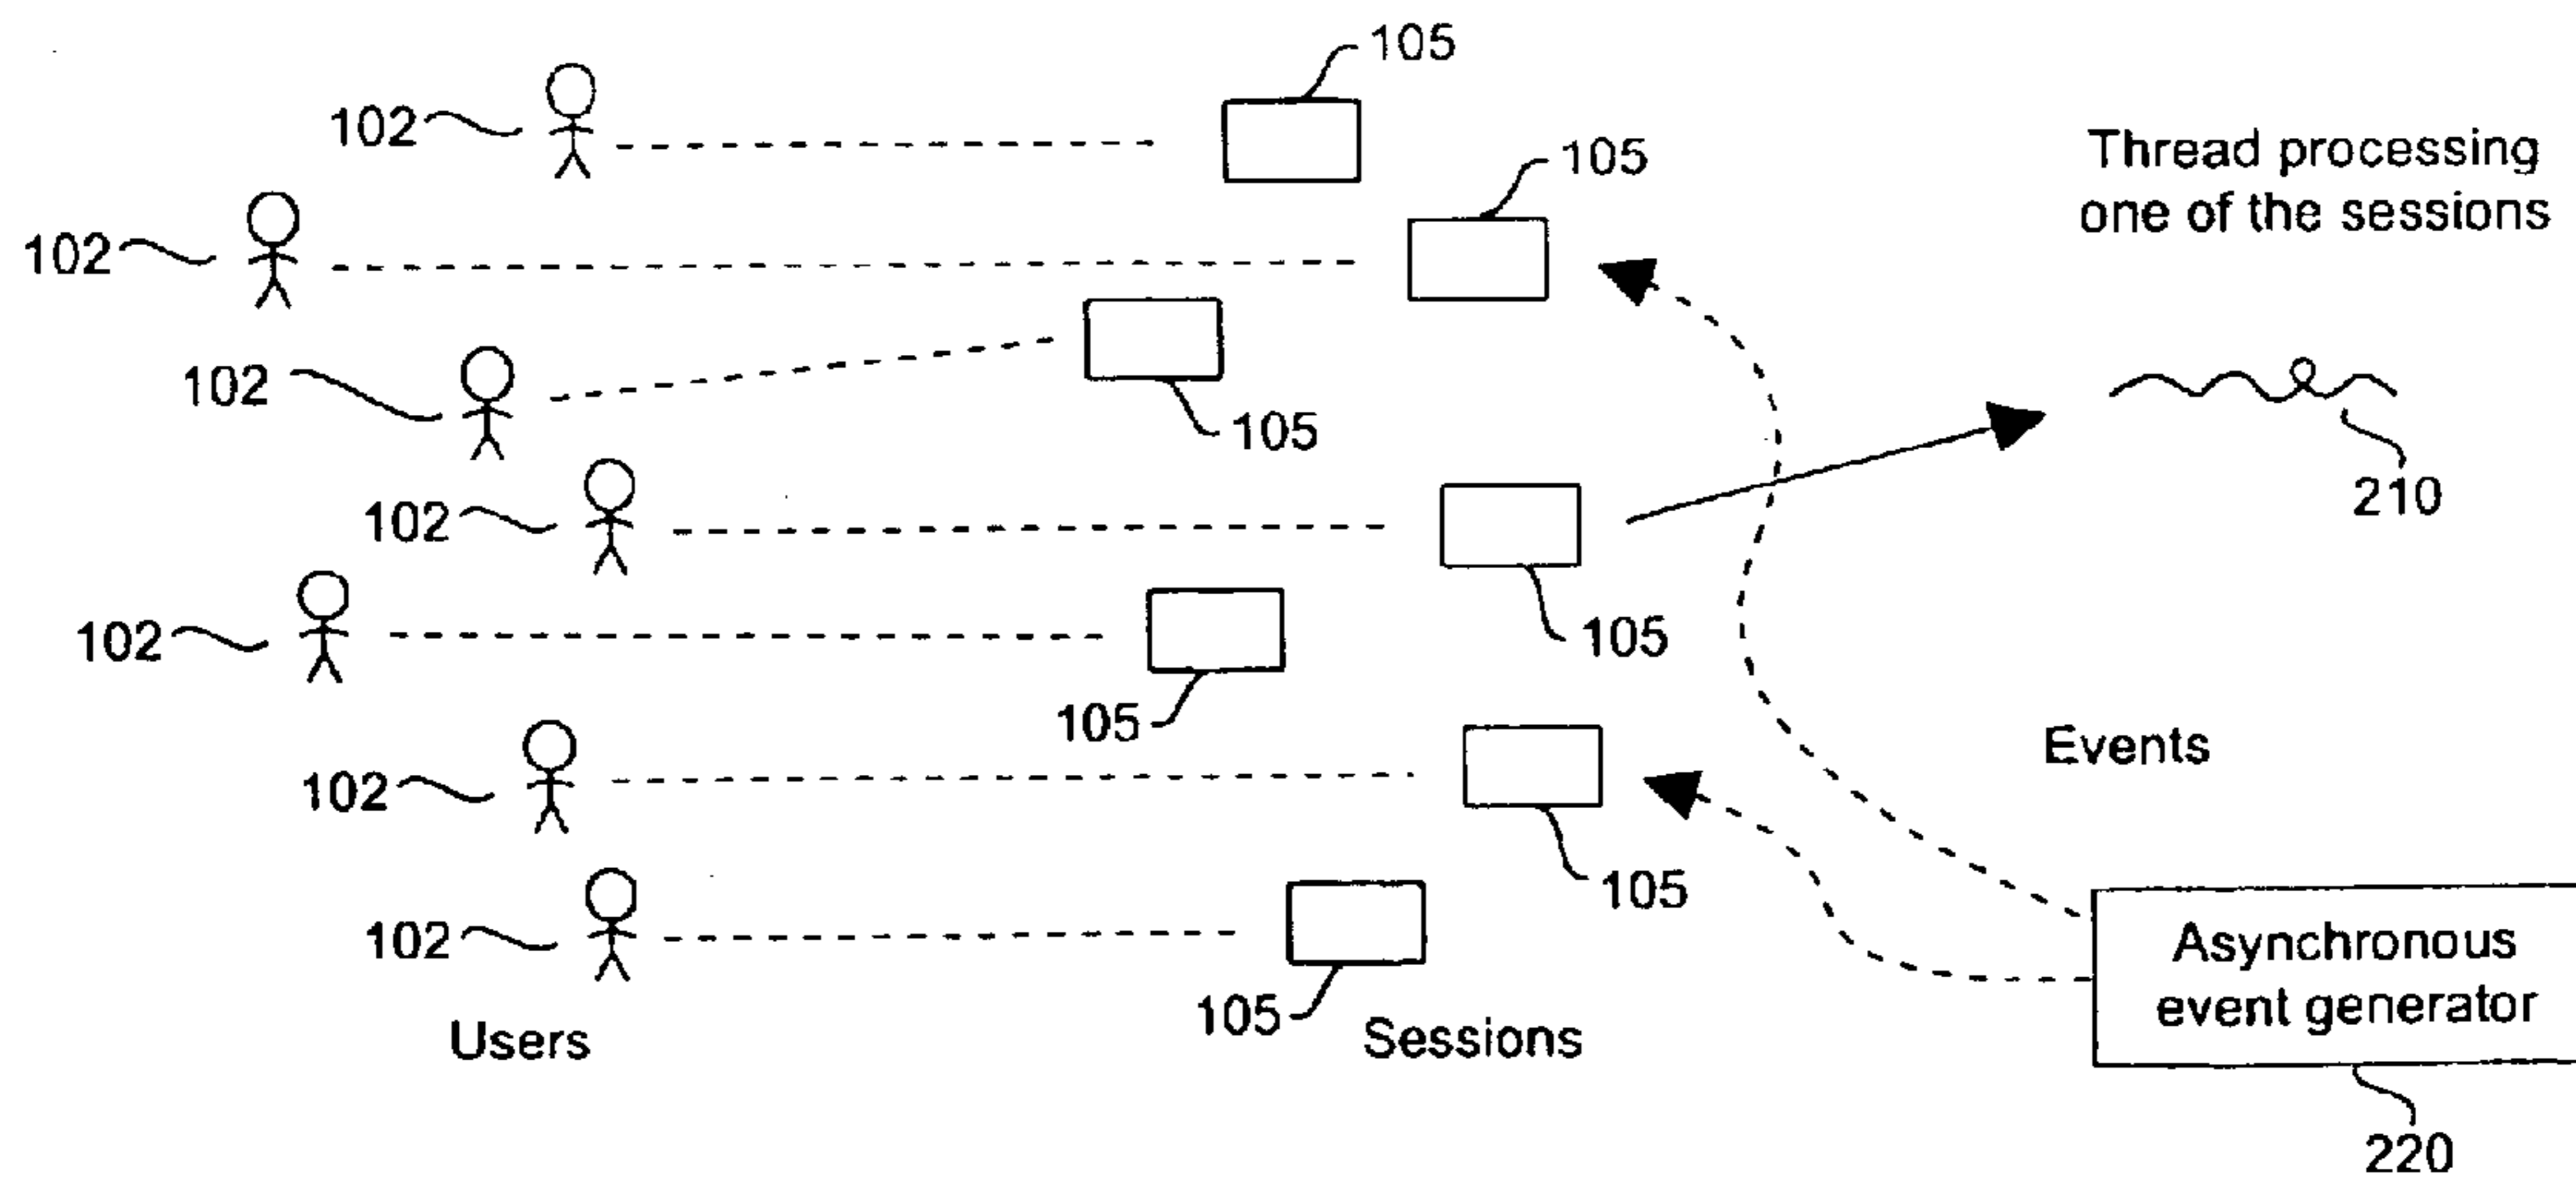 105
102
105
Thread processing
one of the sessions
102
102
105
210
102
105
102
105
Events
102
105
102
Asynchronous
event generator
105
Users
Sessions
220